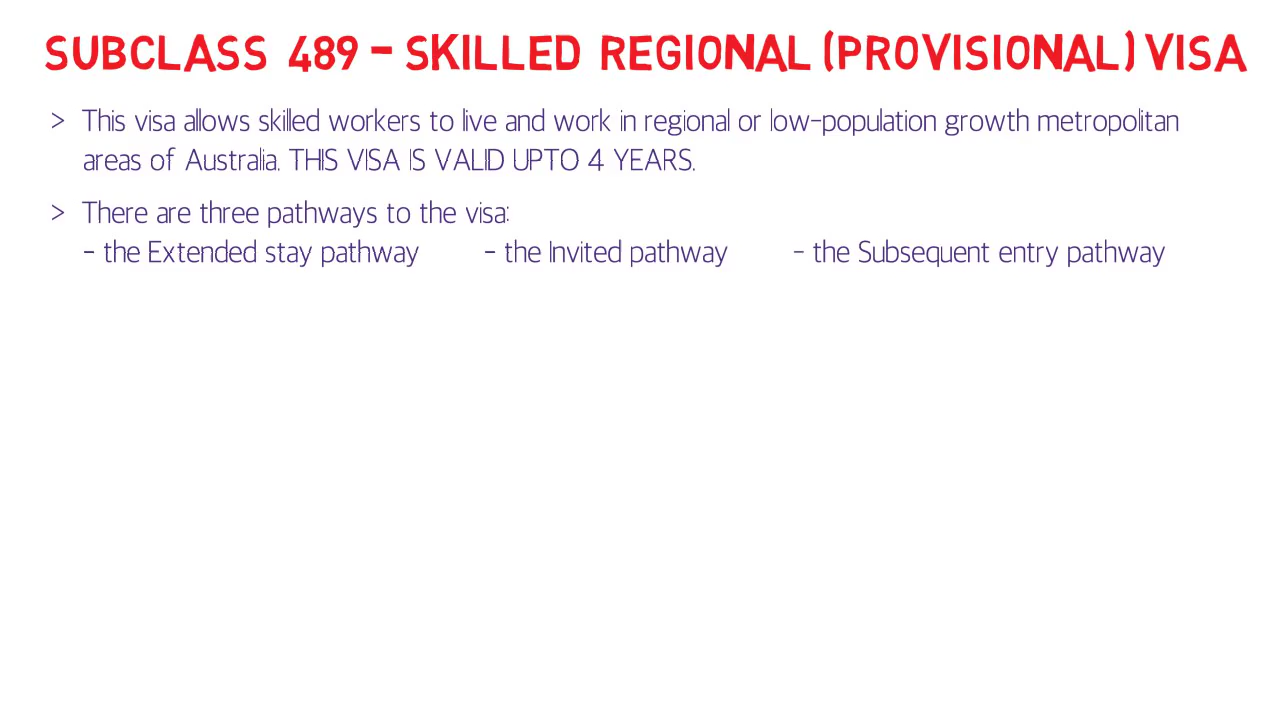 SUBCLASS 489 - SKILLED REGIONAL (PROVISIONAL) VISA
> This visa allows skilled workers to live and work in regional or low-population growth metropolitan
areas of Australia. THIS VISA IS VALID UPTO 4 YEARS.
> There are three pathways to the visa:
- the Extended stay pathway - the Invited pathway - the Subsequent entry pathway